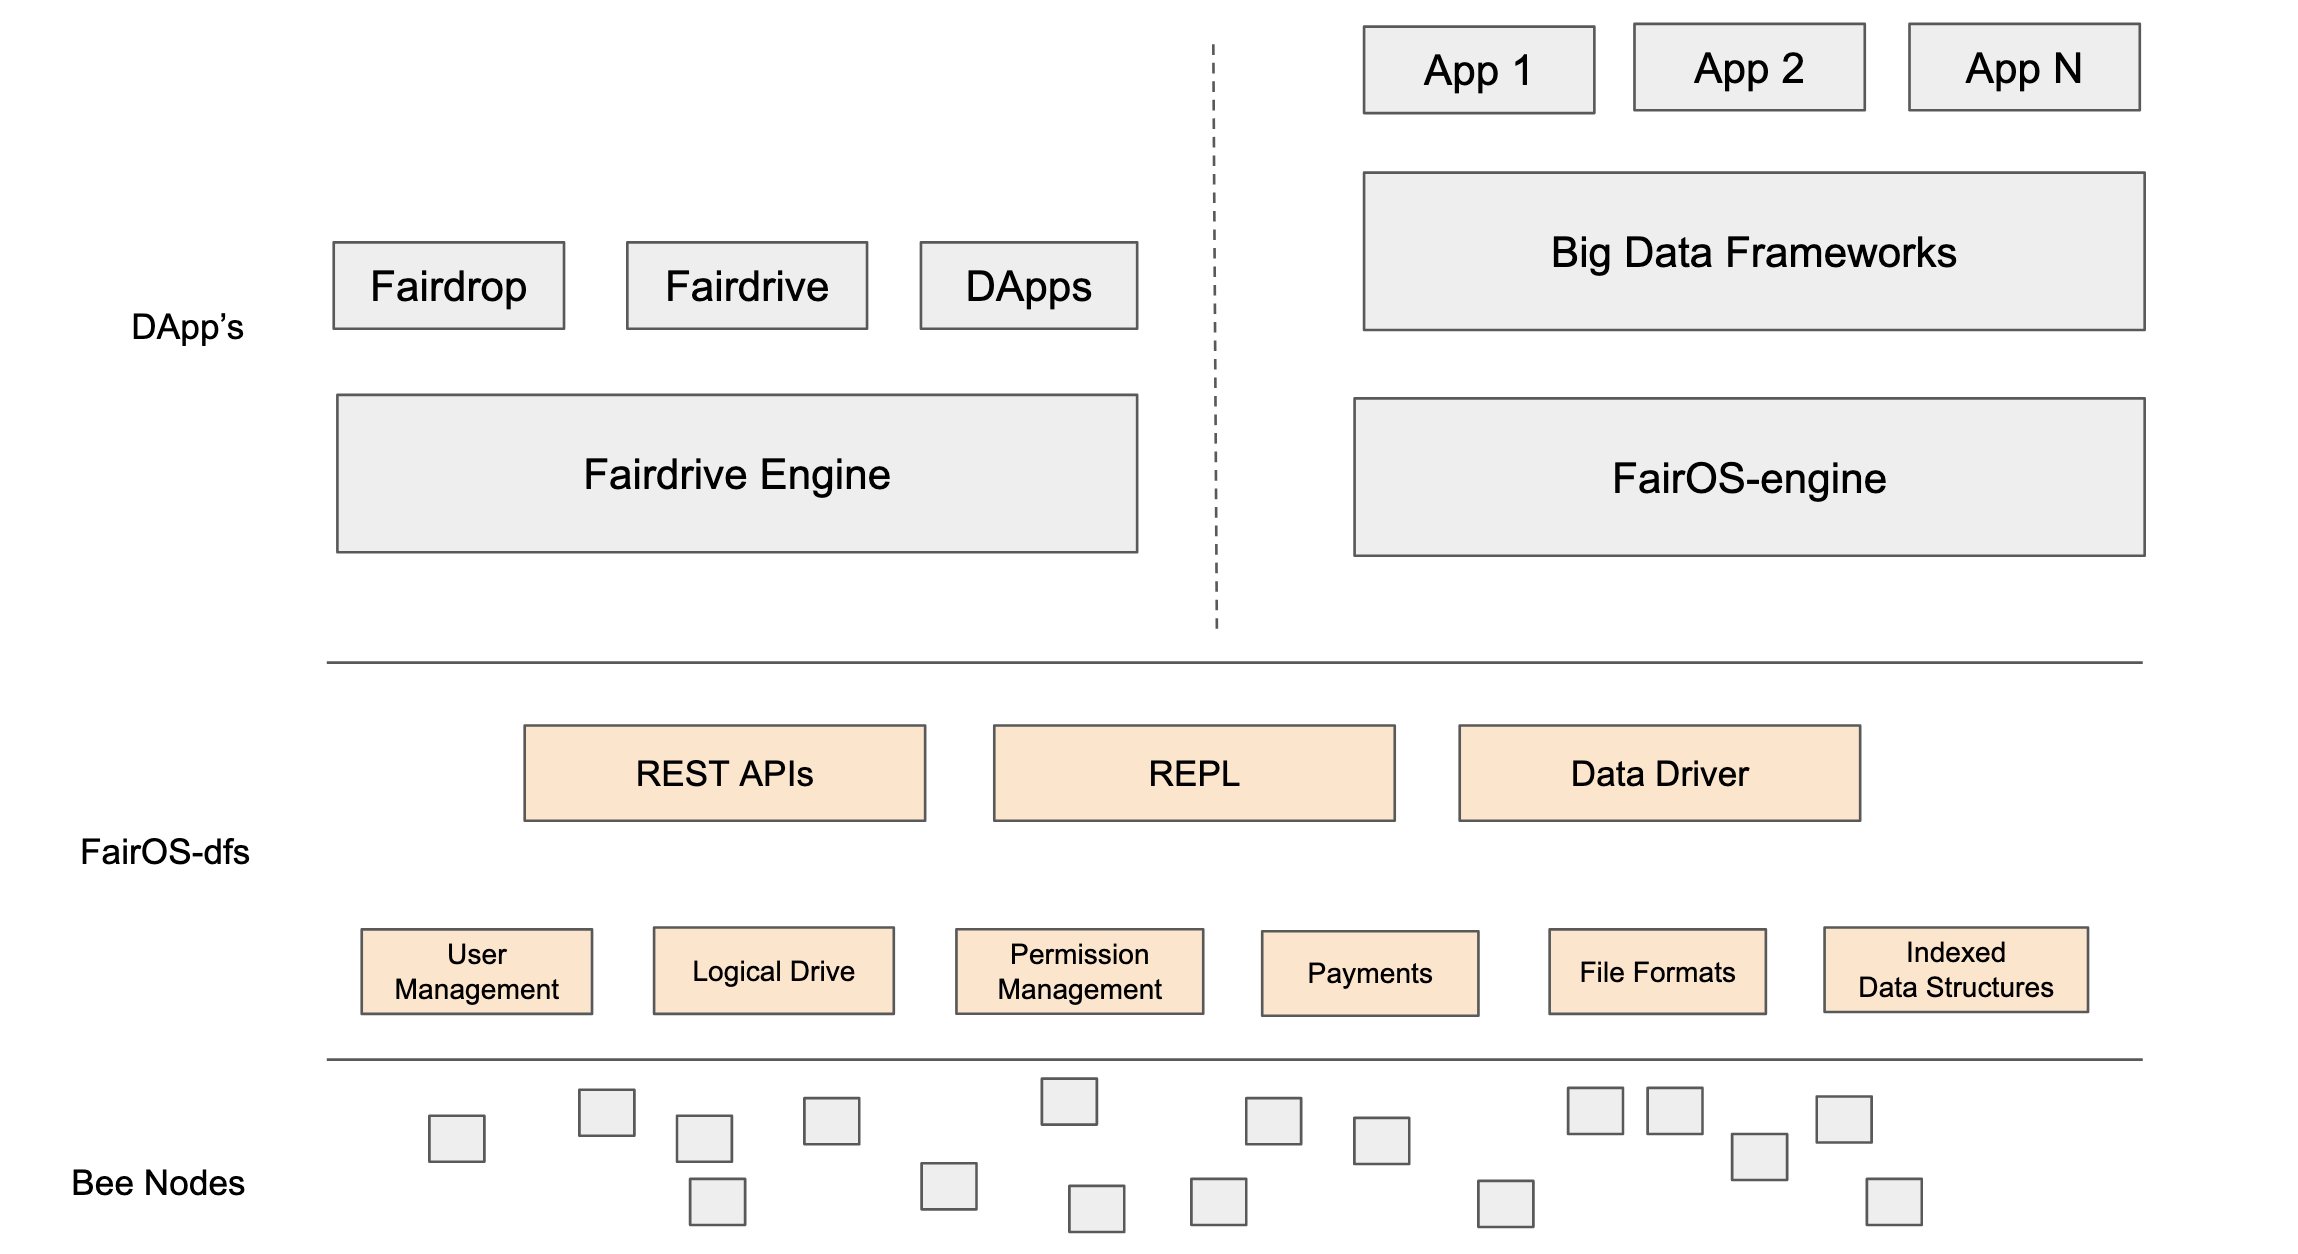 App 1
App 2
App N
Big Data Frameworks
Fairdrop
Fairdrive
DApps
DApp’s
Fairdrive Engine
FairOS-engine
REST APIs
REPL
Data Driver
FairOS-dfs
User
Management
Logical Drive
Permission
Management
Payments
File Formats
Indexed
Data Structures
Bee Nodes